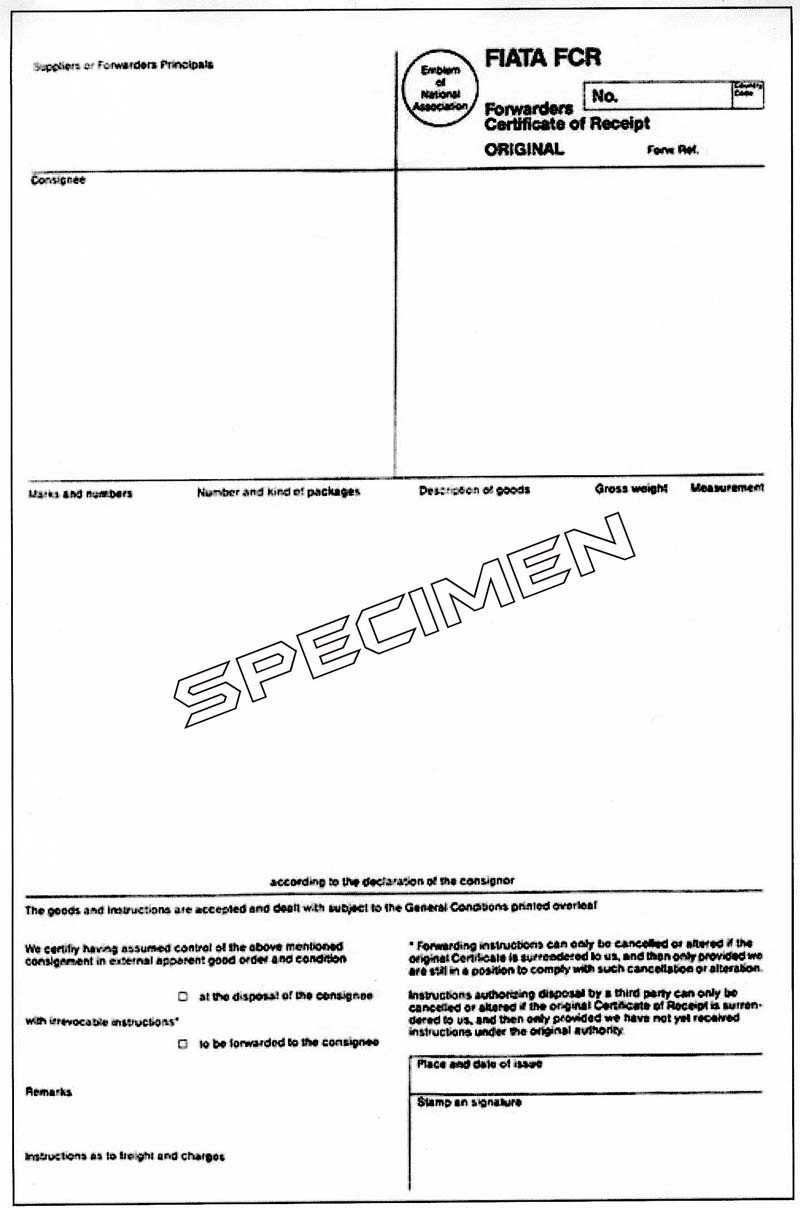 Suppliers or Forwarders Principals
Emblem
of
National
Association
FIATA FCR
No.
Country
Code
Forwarders
Certificate of Receipt
ORIGINAL
Forw. Ref.
Consignee
Marks and numbers
Number and kind of packages
Description of goods
Gross weight
Measurement
SPECIMEN
according to the declaration of the consignor
The goods and instructions are accepted and dealt with subject to the General Conditions printed overleaf
We certifiy having assumed control of the above mentioned
consignment in external apparent good order and condition
at the disposal of the consignee
with irrevocable instructions*
to be forwarded to the consignee
Remarks
Instructions as to freight and charges
* Forwarding instructions can only be cancelled or altered if the
original Certificate is surrendered to us, and then only provided we
are still in a position to comply with such cancellation or alteration.
Instructions authorizing disposal by a third party can only be
cancelled or altered if the original Certificate of Receipt is surren-
dered to us, and then only provided we have not yet received
instructions under the original authority.
Place and date of issue
Stamp an signature